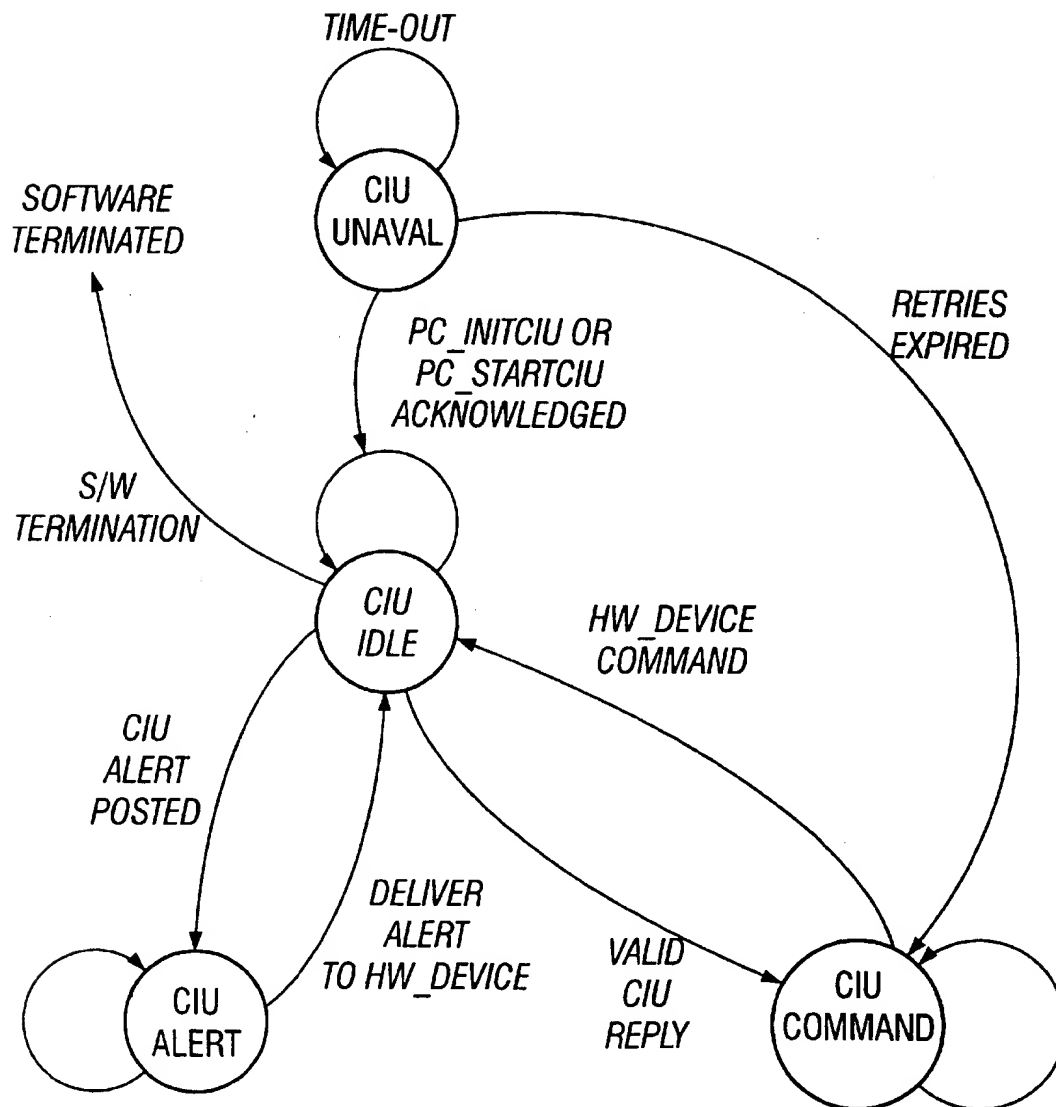 TIME-OUT
CIU
UNAVAL
SOFTWARE
TERMINATED
RETRIES
EXPIRED
PC_INITCIU OR
PC_STARTCIU
ACKNOWLEDGED
S/W
TERMINATION
CIU
IDLE
HW_DEVICE
COMMAND
CIU
ALERT
POSTED
DELIVER
ALERT
TO HW_DEVICE
VALID
CIU
REPLY
CIU
ALERT
CIU
COMMAND